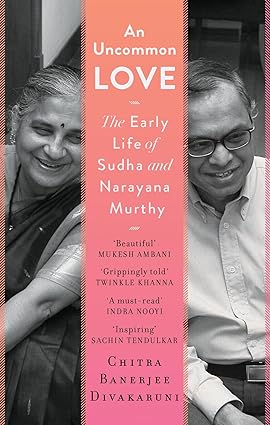 An
Uncommon
LOVE
The Early
Life of
Sudha and
Narayana
Murthy
'Beautiful'
MUKESH AMBANI
'Grippingly told'
TWINKLE KHANNA
'A must-read'
INDRA NOOYI
'Inspiring'
SACHIN TENDULKAR
CHITRA
BANERJEE
DIVAKARUNI